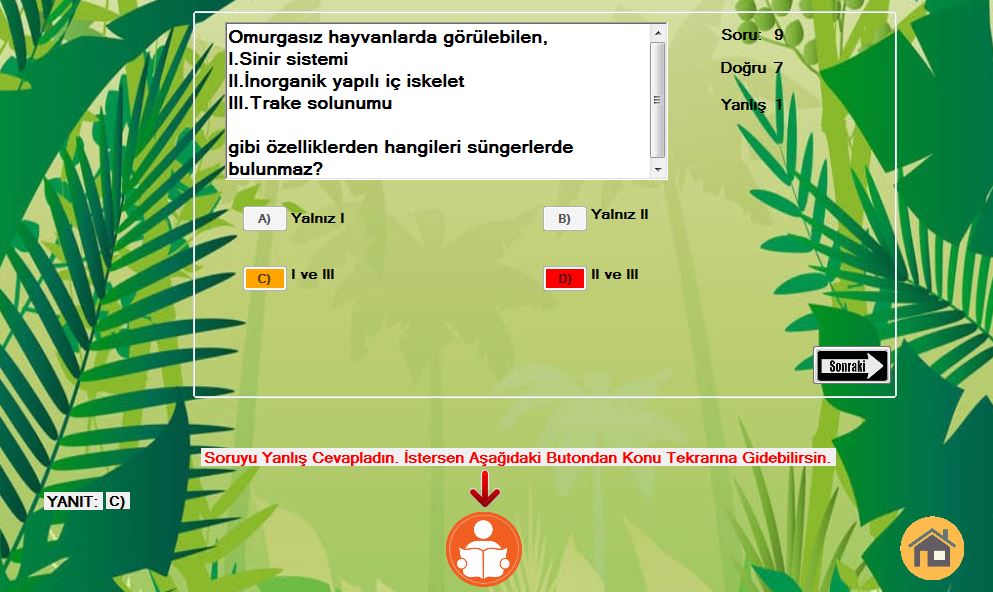 Omurgasız hayvanlarda görülebilen,
I.Sinir sistemi
II.İnorganik yapılı iç iskelet
III.Trake solunumu
gibi özelliklerden hangileri süngerlerde
bulunmaz?
Soru: 9
Doğru 7
Yanlış 1
A) Yalnız I
B) Yalnız II
C) I ve III
D) II ve III
Sonraki
Soruyu Yanlış Cevapladın. İstersen Aşağıdaki Butondan Konu Tekrarına Gidebilirsin.
YANIT: C)